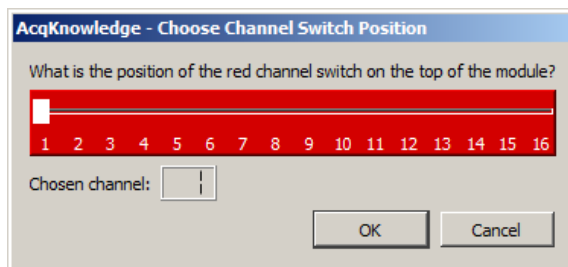 AcqKnowledge - Choose Channel Switch Position
What is the position of the red channel switch on the top of the module?
1 2 3 4 5 6 7 8 9 10 11 12 13 14 15 16
Chosen channel: 1
OK Cancel